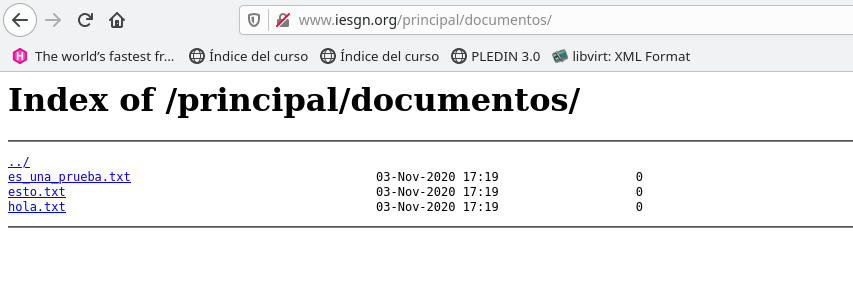 www.iesgn.org/principal/documentos/
The world's fastest fr... Índice del curso Índice del curso PLEDIN 3.0 libvirt: XML Format
Index of /principal/documentos/
../
es_una_prueba.txt 03-Nov-2020 17:19 0
esto.txt 03-Nov-2020 17:19 0
hola.txt 03-Nov-2020 17:19 0